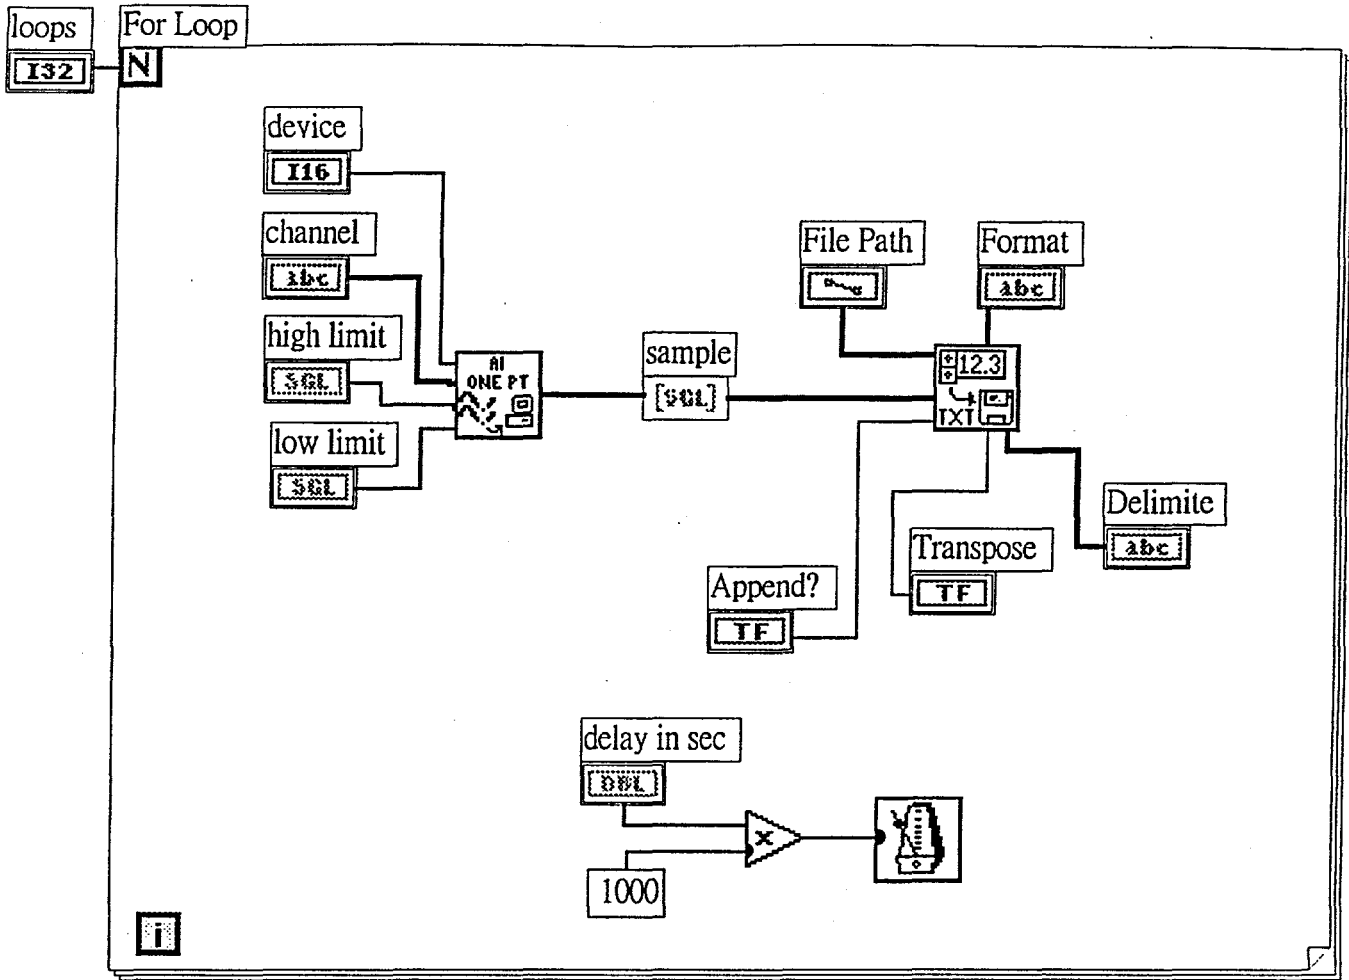 loops
For Loop
I32
N
device
I16
channel
abc
high limit
SGL
low limit
SGL
AI
ONE PT
sample
[SGL]
File Path
Format
abc
12.3
TXT
Delimite
abc
Transpose
TF
Append?
TF
delay in sec
DBL
x
1000
i